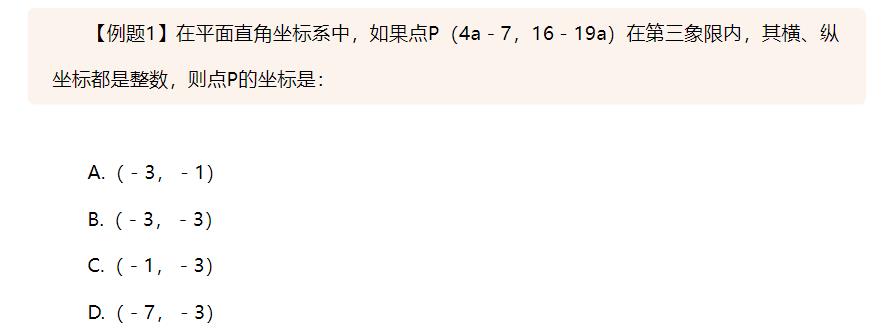 【例题1】在平面直角坐标系中，如果点P（4a－7，16－19a）在第三象限内，其横、纵
坐标都是整数，则点P的坐标是：
A.（－3，－1）
B.（－3，－3）
C.（－1，－3）
D.（－7，－3）